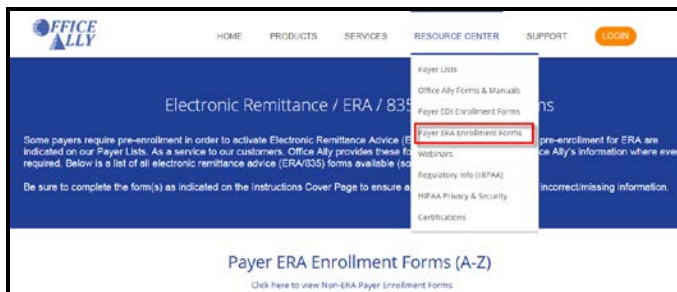 OFFICE
ALLY
HOME PRODUCTS SERVICES RESOURCE CENTER SUPPORT LOGIN
Payer Lists
Office Ally Forms & Manuals
Payer EDI Enrollment Forms
Payer ERA Enrollment Forms
Webinars
Regulatory Info (HIPAA)
HIPAA Privacy & Security
Certifications
Electronic Remittance / ERA / 835 ns
Some payers require pre-enrollment in order to activate Electronic Remittance Advice (E pre-enrollment for ERA are
indicated on our Payer Lists. As a service to our customers, Office Ally provides these fo ce Ally's information where ever
required. Below is a list of all electronic remittance advice (ERA/835) forms available (so
Be sure to complete the form(s) as indicated on the Instructions Cover Page to ensure a incorrect/missing information.
Payer ERA Enrollment Forms (A-Z)
Click here to view Non-ERA Payer Enrollment Forms